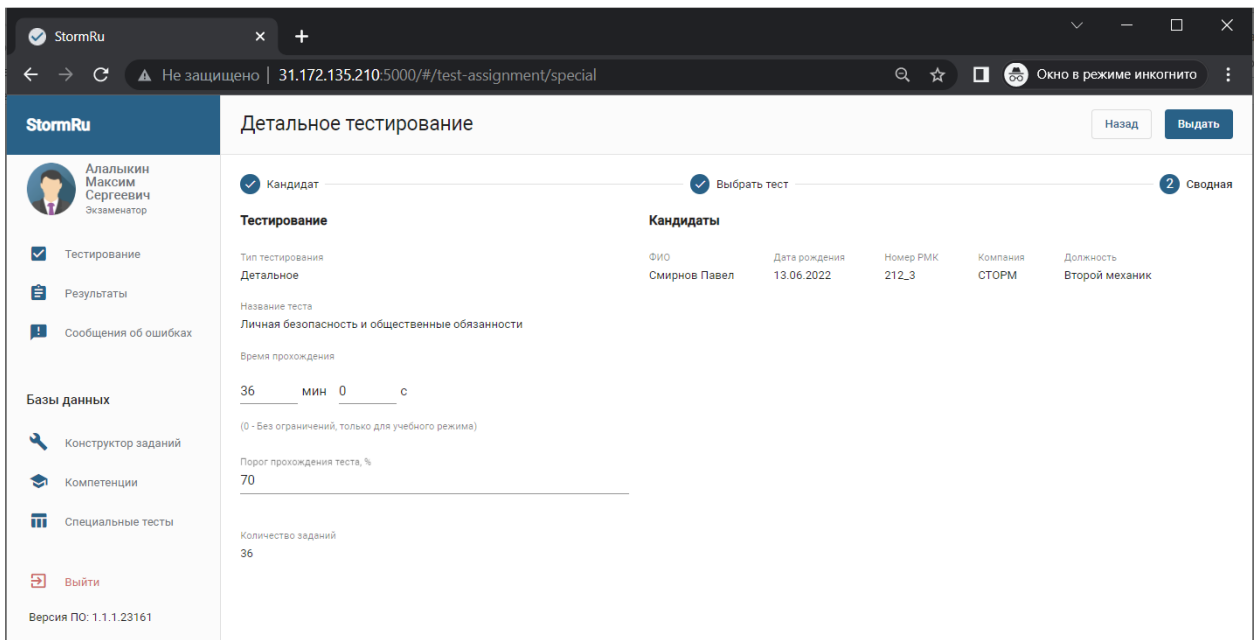 StormRu
Не защищено | 31.172.135.210:5000/#/test-assignment/special
Окно в режиме инкогнито
StormRu
Детальное тестирование
Назад
Выдать
Алалыкин
Максим
Сергеевич
Экзаменатор
Тестирование
Результаты
Сообщения об ошибках
Базы данных
Конструктор заданий
Компетенции
Специальные тесты
Выйти
Версия ПО: 1.1.1.23161
Кандидат
Выбрать тест
2 Сводная
Тестирование
Тип тестирования
Детальное
Название теста
Личная безопасность и общественные обязанности
Время прохождения
36 мин 0 с
(0 - Без ограничений, только для учебного режима)
Порог прохождения теста, %
70
Количество заданий
36
Кандидаты
ФИО Дата рождения Номер РМК Компания Должность
Смирнов Павел 13.06.2022 212_3 СТОРМ Второй механик